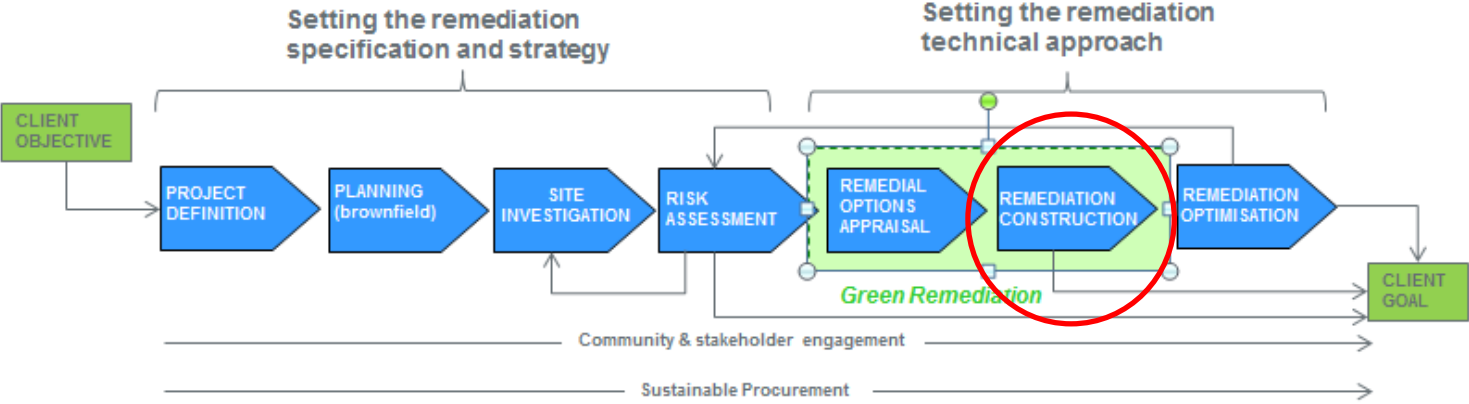 Setting the remediation
specification and strategy
Setting the remediation
technical approach
CLIENT
OBJECTIVE
PROJECT
DEFINITION
PLANNING
(brownfield)
SITE
INVESTIGATION
RISK
ASSESSMENT
REMEDIAL
OPTIONS
APPRAISAL
REMEDIATION
CONSTRUCTION
REMEDIATION
OPTIMISATION
CLIENT
GOAL
Green Remediation
Community & stakeholder engagement
Sustainable Procurement